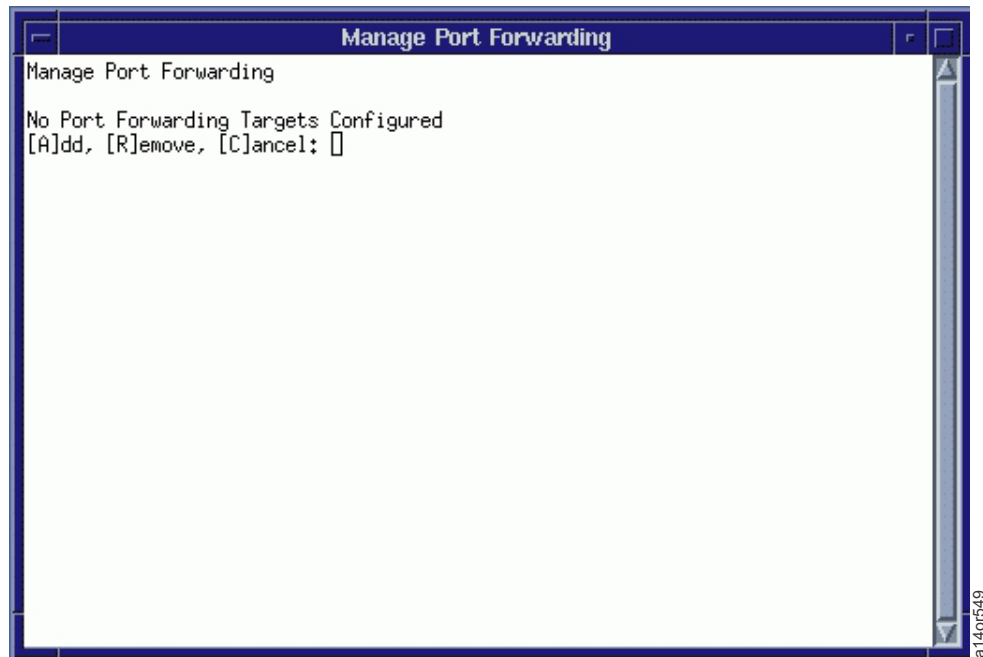 Manage Port Forwarding
Manage Port Forwarding
No Port Forwarding Targets Configured
[A]dd, [R]emove, [C]ancel:
a14or549